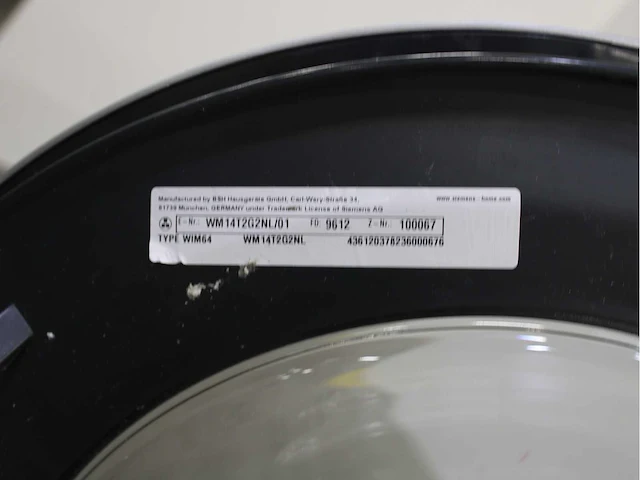 Manufactured by BSH Hausgeräte GmbH, Carl-Wery-Straße 34, www.siemens-home.com
81739 München, GERMANY under Trademark License of Siemens AG
E-Nr. WM14T2G2NL/01 FD 9612 Z-Nr. 100067
TYPE WIM64 WM14T2G2NL 436120378236000676